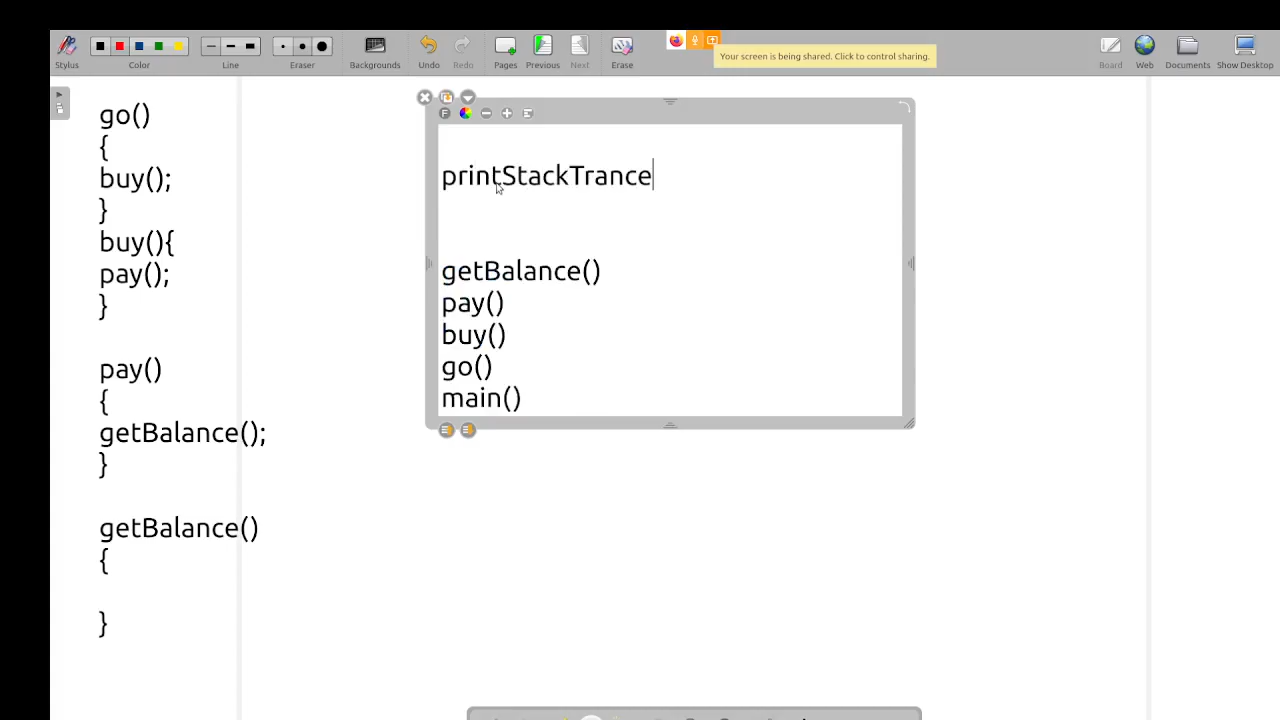 Stylus
Color
Line
Eraser
Backgrounds
Undo
Redo
Pages
Previous
Next
Erase
Your screen is being shared. Click to control sharing.
Board
Web
Documents
Show Desktop
go()
{
buy();
}
buy(){
pay();
}
pay()
{
getBalance();
}
getBalance()
{
}
F
printStackTrance
getBalance()
pay()
buy()
go()
main()